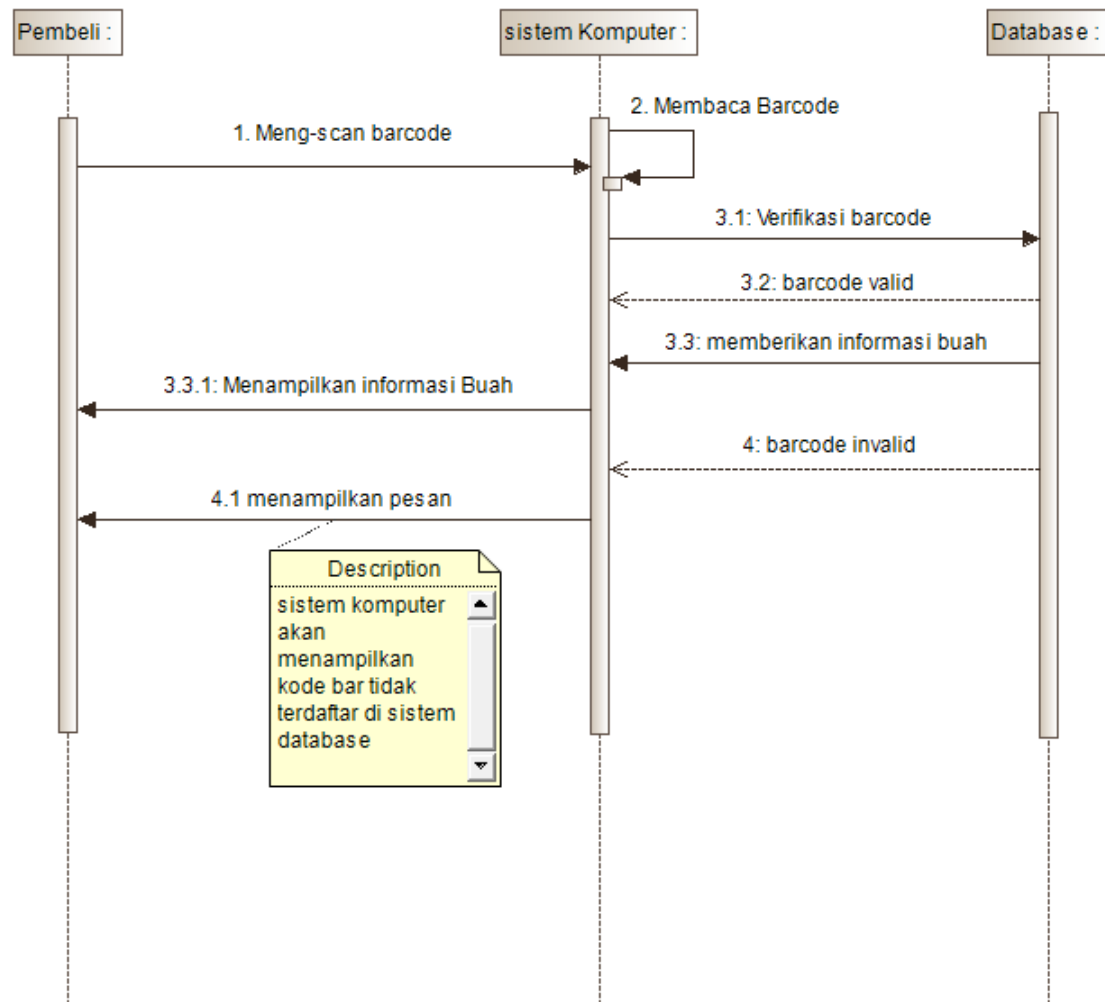 Pembeli :
sistem Komputer :
Database :
2. Membaca Barcode
1. Meng-scan barcode
3.1: Verifikasi barcode
3.2: barcode valid
3.3: memberikan informasi buah
3.3.1: Menampilkan informasi Buah
4: barcode invalid
4.1 menampilkan pesan
Description
sistem komputer
akan
menampilkan
kode bar tidak
terdaftar di sistem
database